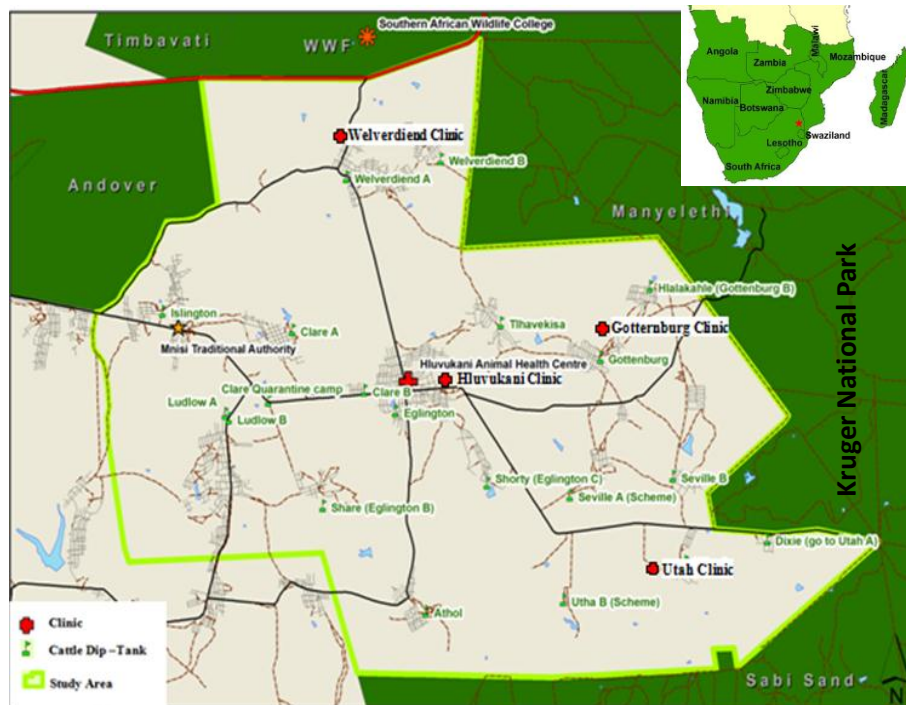 Southern African Wildlife College
Timbavati
WWF
Angola
Zambia
Malawi
Mozambique
Zimbabwe
Namibia
Botswana
Madagascar
Swaziland
Lesotho
South Africa
Welverdiend Clinic
Welverdiend B
Welverdiend A
Andover
Manyelethi
Kruger National Park
Hlalakahle (Gottenburg B)
Islington
Mnisi Traditional Authority
Clare A
Tlhavekisa
Gotternburg Clinic
Gottenburg
Hluvukani Animal Health Centre
Hluvukani Clinic
Clare Quarantine camp
Clare B
Ludlow A
Ludlow B
Eglington
Shorty (Eglington C)
Seville B
Seville A (Scheme)
Share (Eglington B)
Dixie (go to Utah A)
Utah Clinic
Utha B (Scheme)
Athol
Clinic
Cattle Dip –Tank
Study Area
Sabi Sand
N